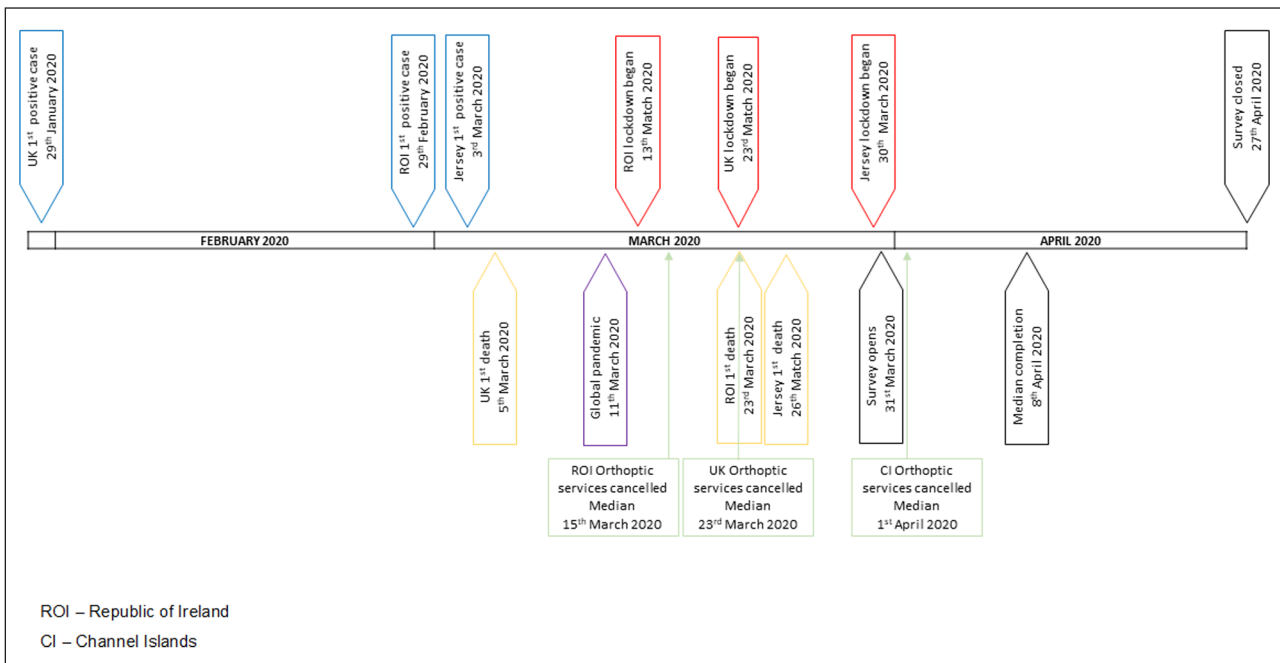 UK 1st positive case
29th January 2020
ROI 1st positive case
29th February 2020
Jersey 1st positive case
3rd March 2020
ROI lockdown began
13th Match 2020
UK lockdown began
23rd Match 2020
Jersey lockdown began
30th March 2020
Survey closed
27th April 2020
FEBRUARY 2020
MARCH 2020
APRIL 2020
UK 1st death
5th March 2020
Global pandemic
11th March 2020
ROI 1st death
23rd March 2020
Jersey 1st death
26th Match 2020
Survey opens
31st March 2020
Median completion
8th April 2020
ROI Orthoptic
services cancelled
Median
15th March 2020
UK Orthoptic
services cancelled
Median
23rd March 2020
CI Orthoptic
services cancelled
Median
1st April 2020
ROI – Republic of Ireland
CI – Channel Islands